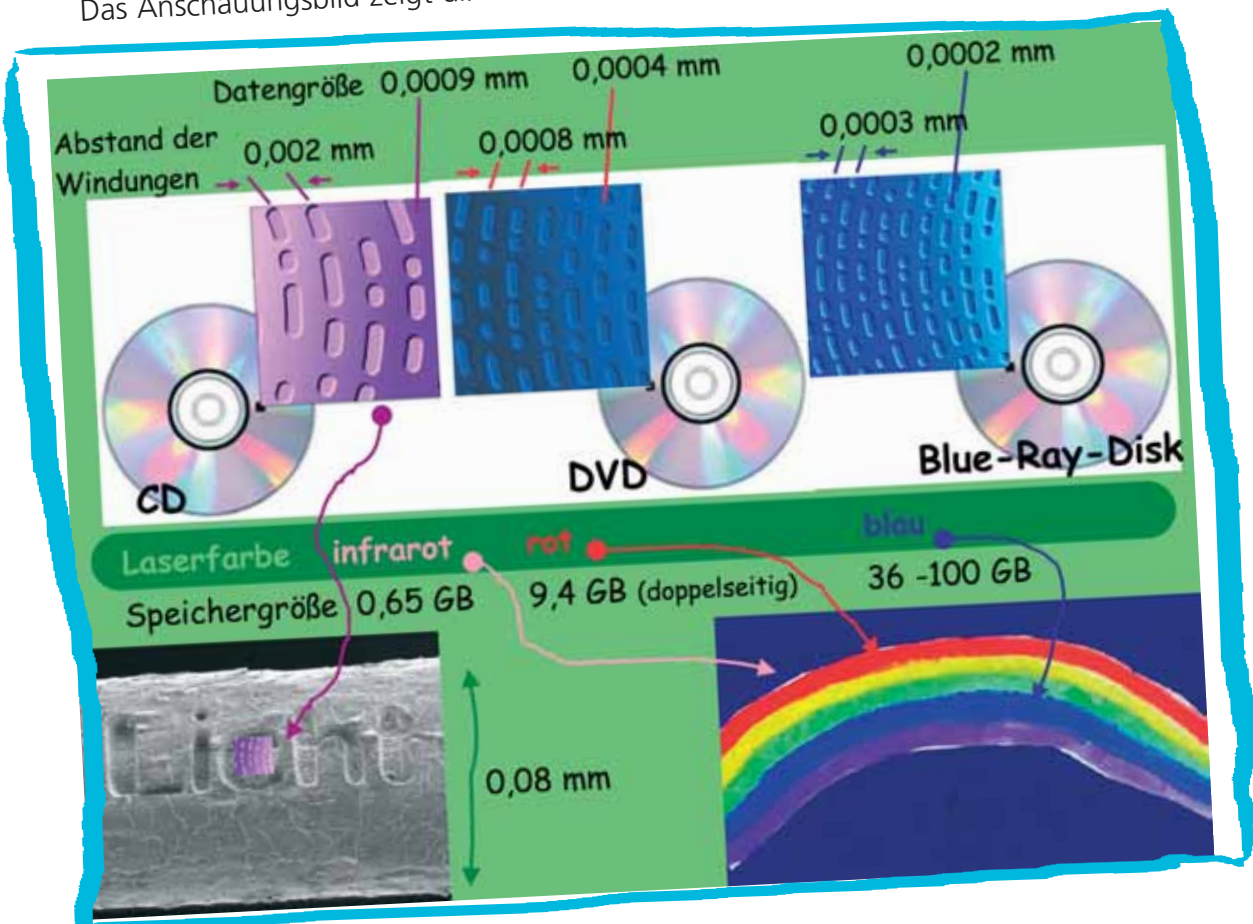 Das Anschauungsbild zeigt
Datengröße 0,0009 mm 0,0004 mm 0,0002 mm
Abstand der
Windungen 0,002 mm 0,0008 mm 0,0003 mm
CD DVD Blue-Ray-Disk
Laserfarbe infrarot rot blau
Speichergröße 0,65 GB 9,4 GB (doppelseitig) 36 -100 GB
Licht
0,08 mm